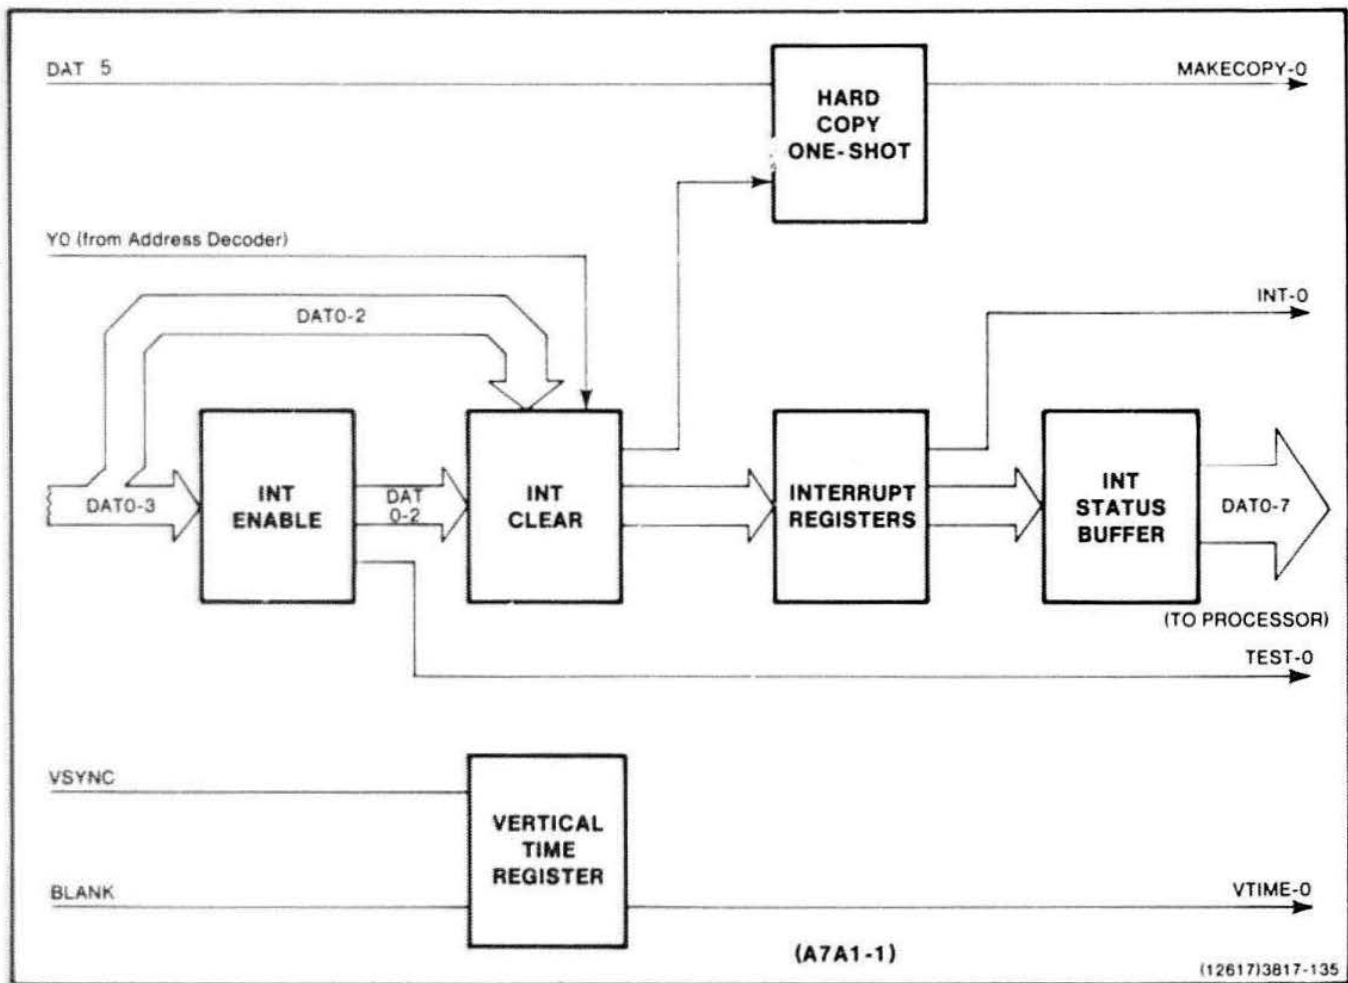 DAT 5
HARD
COPY
ONE-SHOT
MAKECOPY-0
Y0 (from Address Decoder)
DAT0-2
INT-0
DAT0-3
INT
ENABLE
DAT
0-2
INT
CLEAR
INTERRUPT
REGISTERS
INT
STATUS
BUFFER
DAT0-7
(TO PROCESSOR)
TEST-0
VSYNC
VERTICAL
TIME
REGISTER
BLANK
VTIME-0
(A7A1-1)
(12617)3817-135